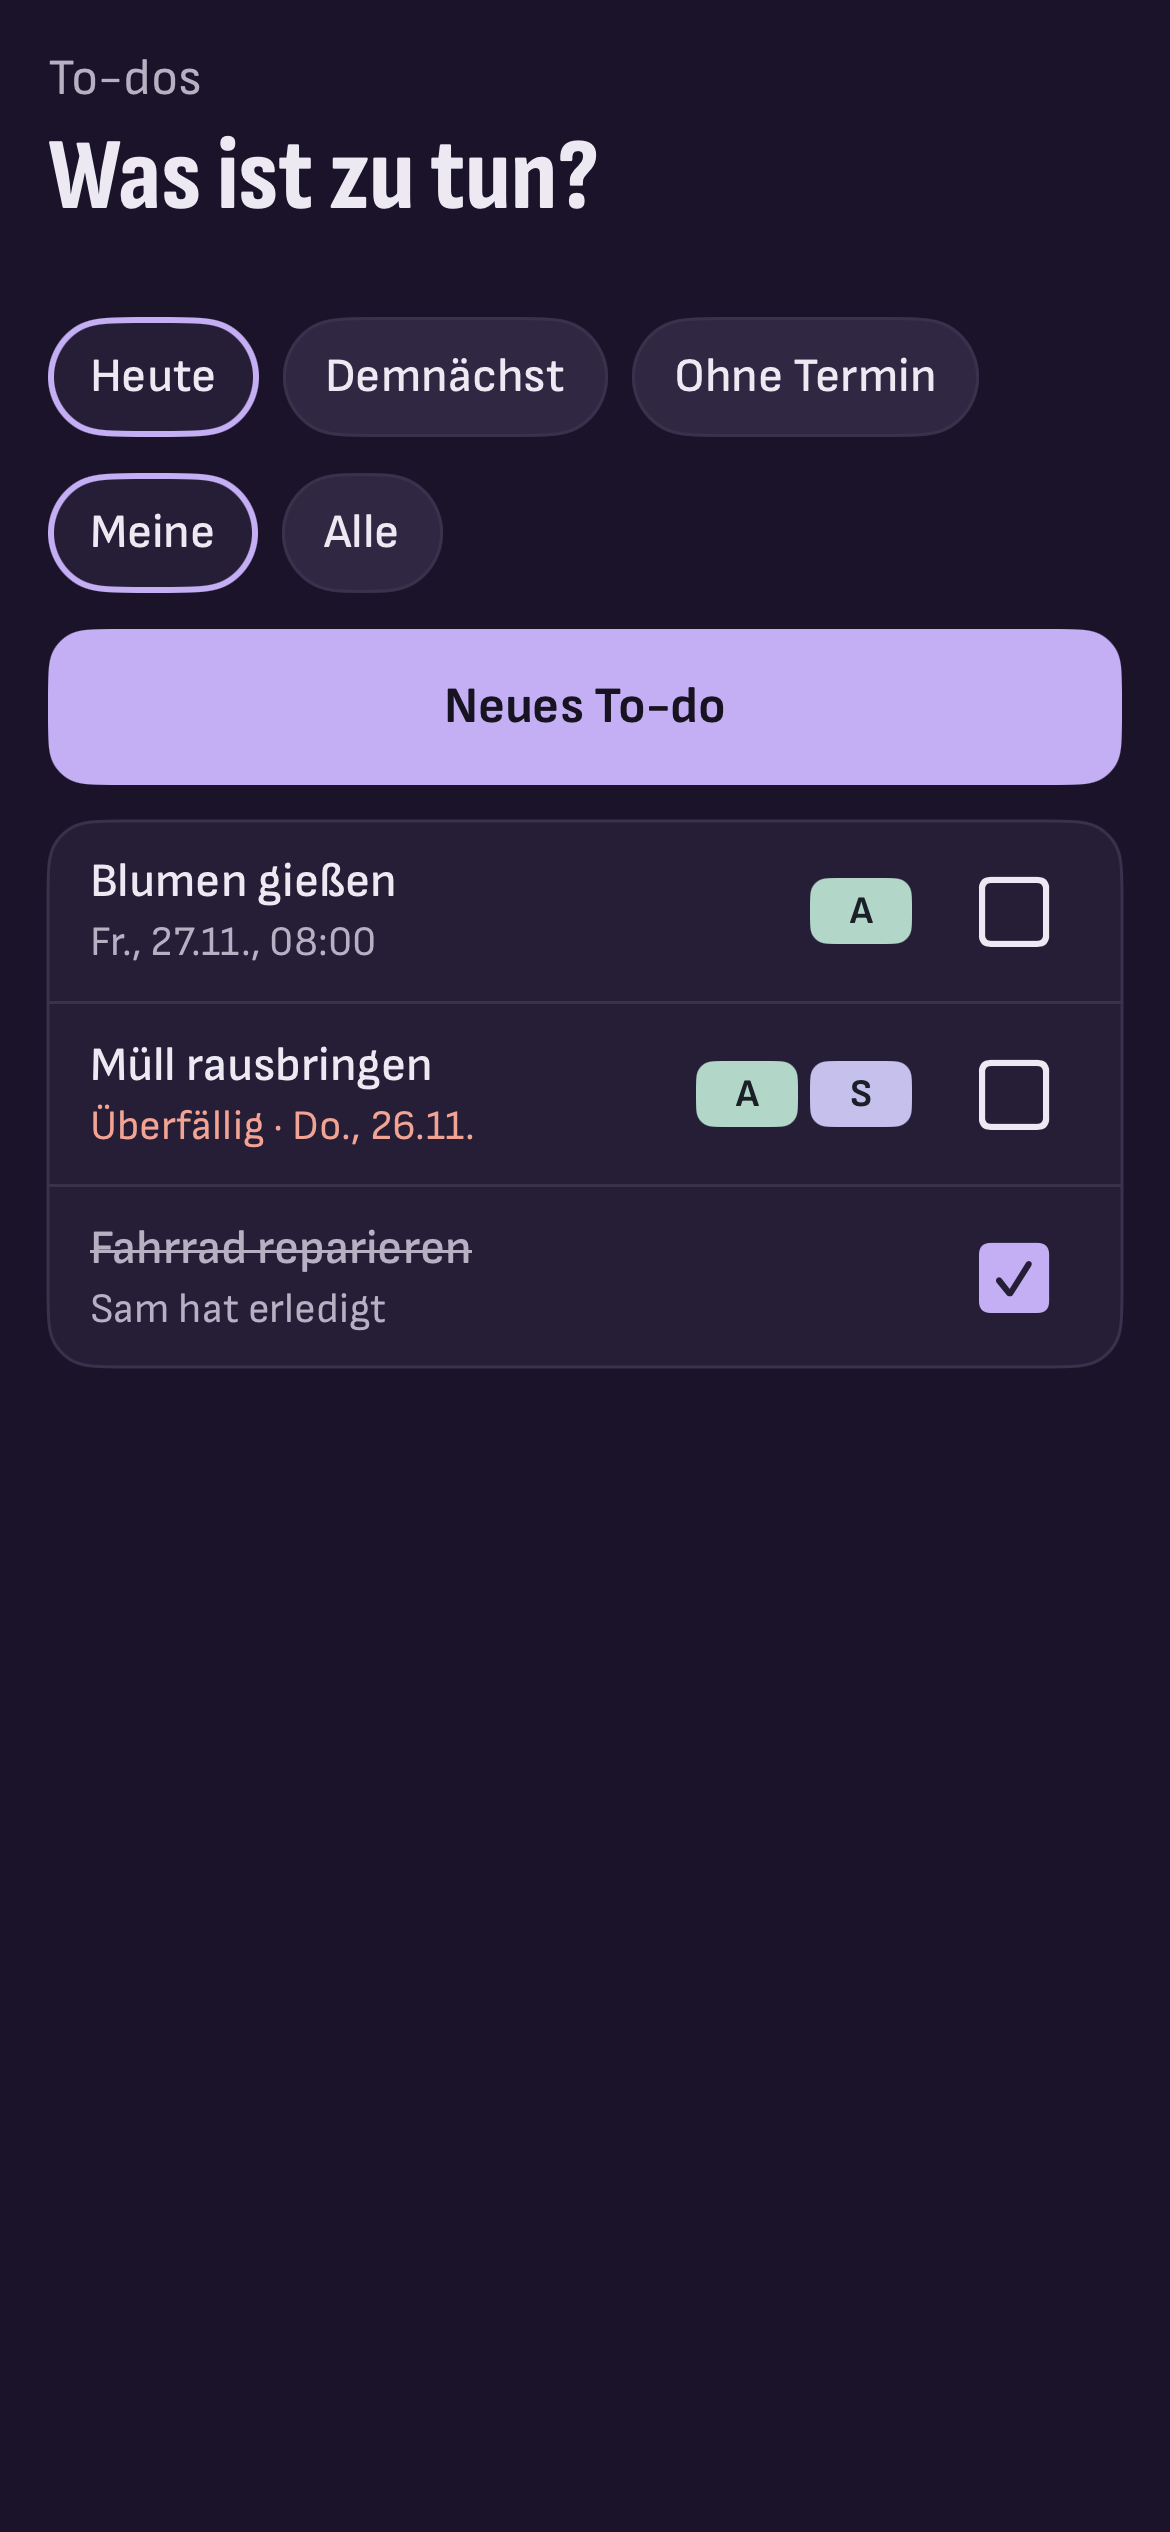 To-dos
Was ist zu tun?
Heute Demnächst Ohne Termin
Meine Alle
Neues To-do
Blumen gießen
A
Fr., 27.11., 08:00
Müll rausbringen
A S
Überfällig · Do., 26.11.
Fahrrad reparieren
Sam hat erledigt